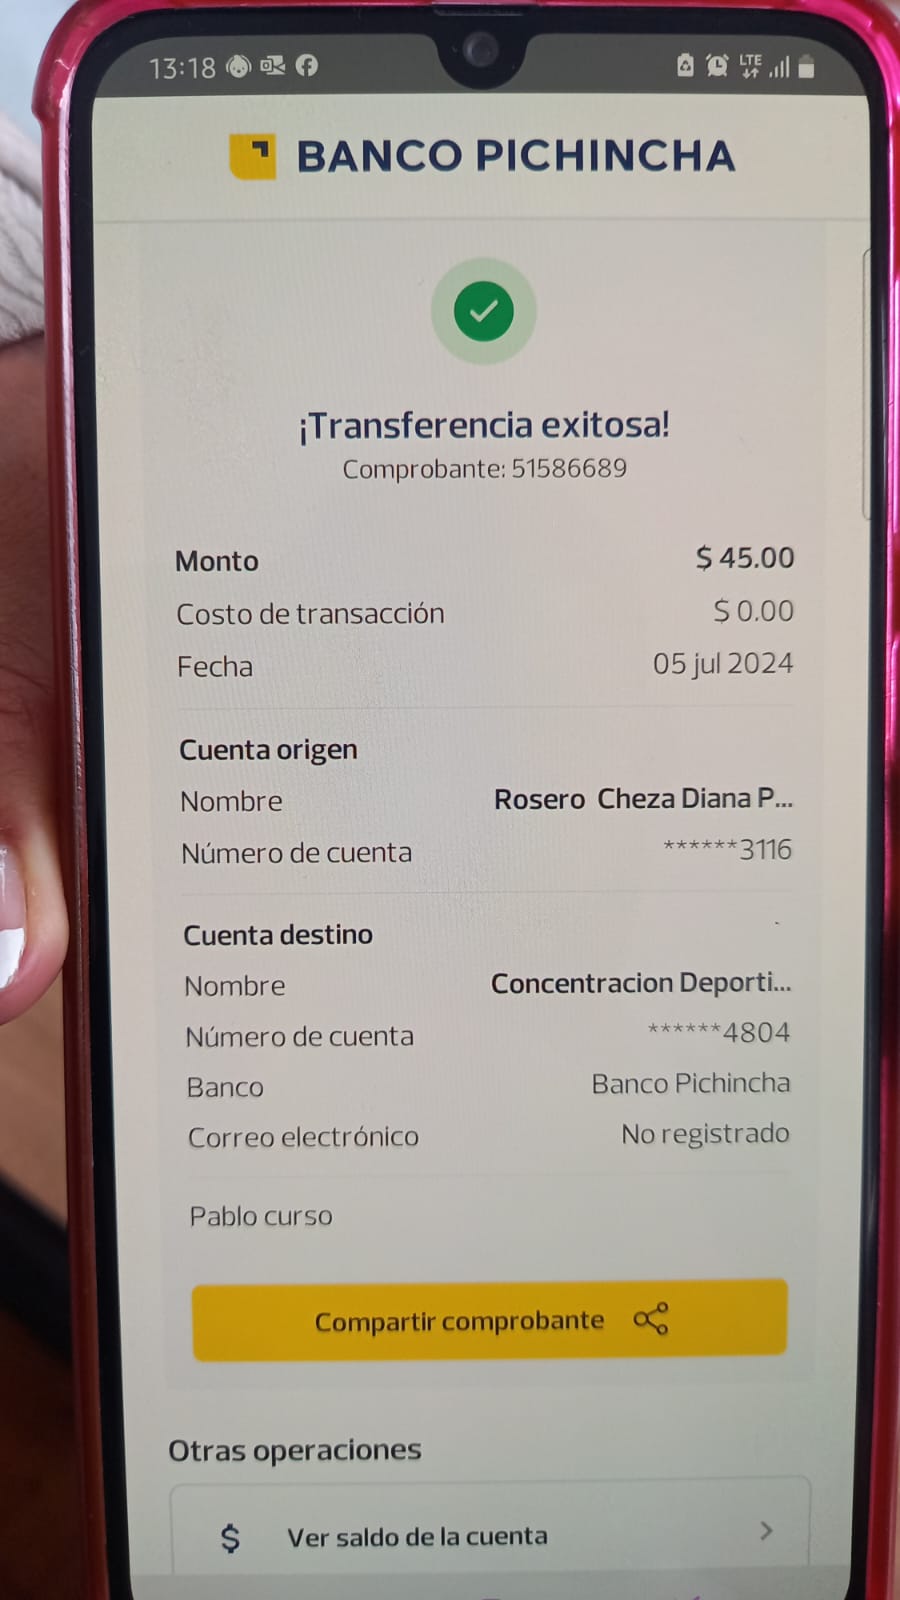 13:18
LTE
BANCO PICHINCHA
¡Transferencia exitosa!
Comprobante: 51586689
Monto $ 45.00
Costo de transacción $ 0.00
Fecha 05 jul 2024
Cuenta origen
Nombre Rosero Cheza Diana P...
Número de cuenta ******3116
Cuenta destino
Nombre Concentracion Deporti...
Número de cuenta ******4804
Banco Banco Pichincha
Correo electrónico No registrado
Pablo curso
Compartir comprobante
Otras operaciones
$ Ver saldo de la cuenta